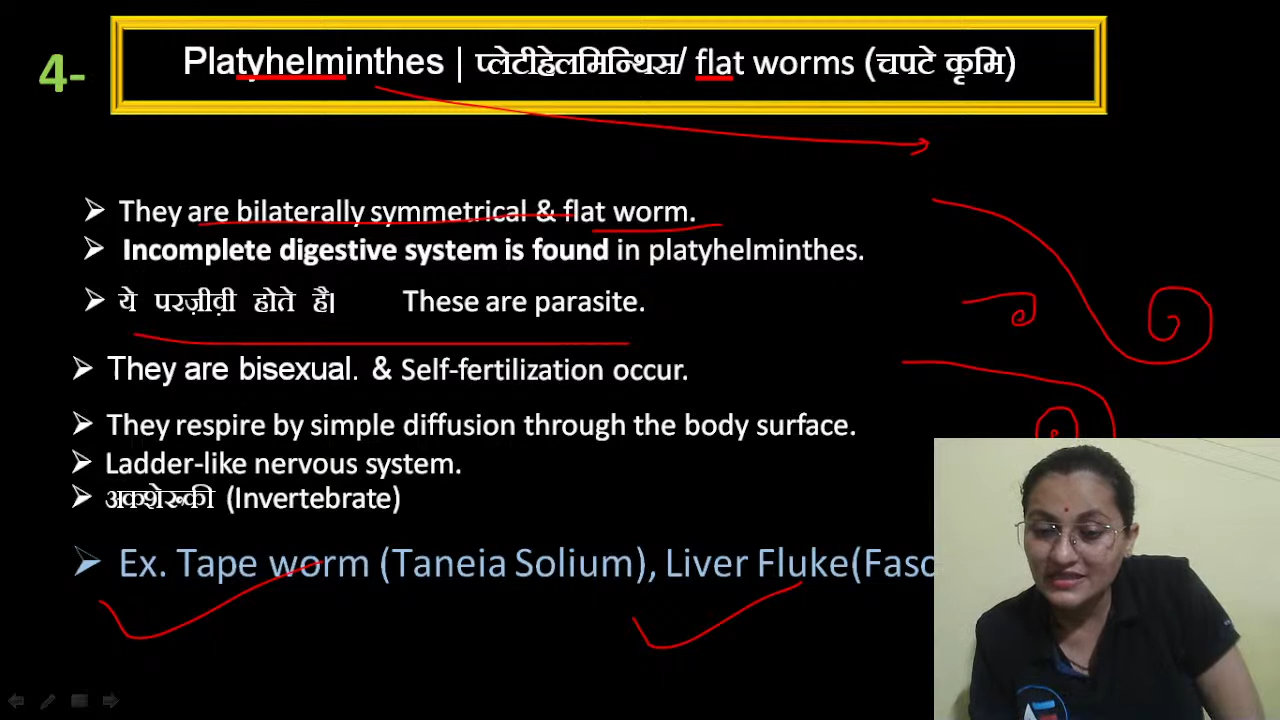 4-
Platyhelminthes | प्लेटीहेलमिन्थिस/ flat worms (चपटे कृमि)
➢ They are bilaterally symmetrical & flat worm.
➢ Incomplete digestive system is found in platyhelminthes.
➢ ये परज़ीव़ी होते है। These are parasite.
➢ They are bisexual. & Self-fertilization occur.
➢ They respire by simple diffusion through the body surface.
➢ Ladder-like nervous system.
➢ अकशेरुकी (Invertebrate)
➢ Ex. Tape worm (Taneia Solium), Liver Fluke(Fasc